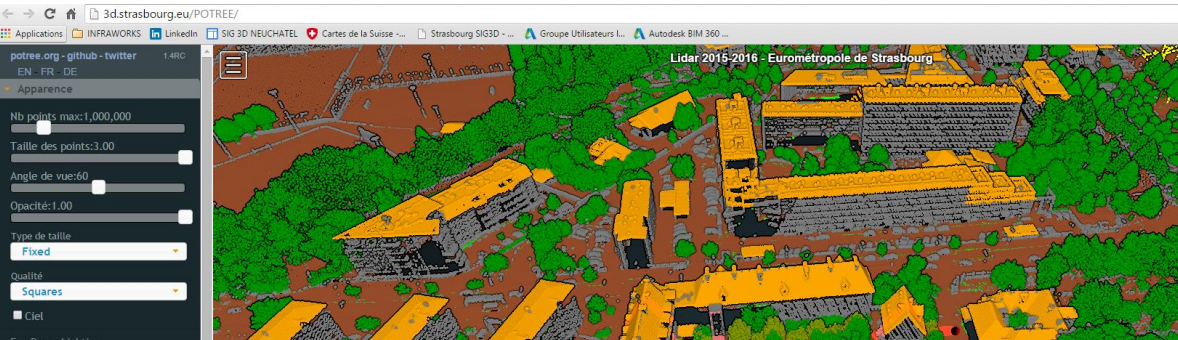 3d.strasbourg.eu/POTREE/
Applications INFRAWORKS LinkedIn SIG 3D NEUCHATEL Cartes de la Suisse -... Strasbourg SIG3D - ... Groupe Utilisateurs I... Autodesk BIM 360 ...
potree.org - github - twitter 1.4RC
EN - FR - DE
Apparence
Lidar 2015-2016 - Eurométropole de Strasbourg
Nb points max:1,000,000
Taille des points:3.00
Angle de vue:60
Opacité:1.00
Type de taille
Fixed
Qualité
Squares
Ciel